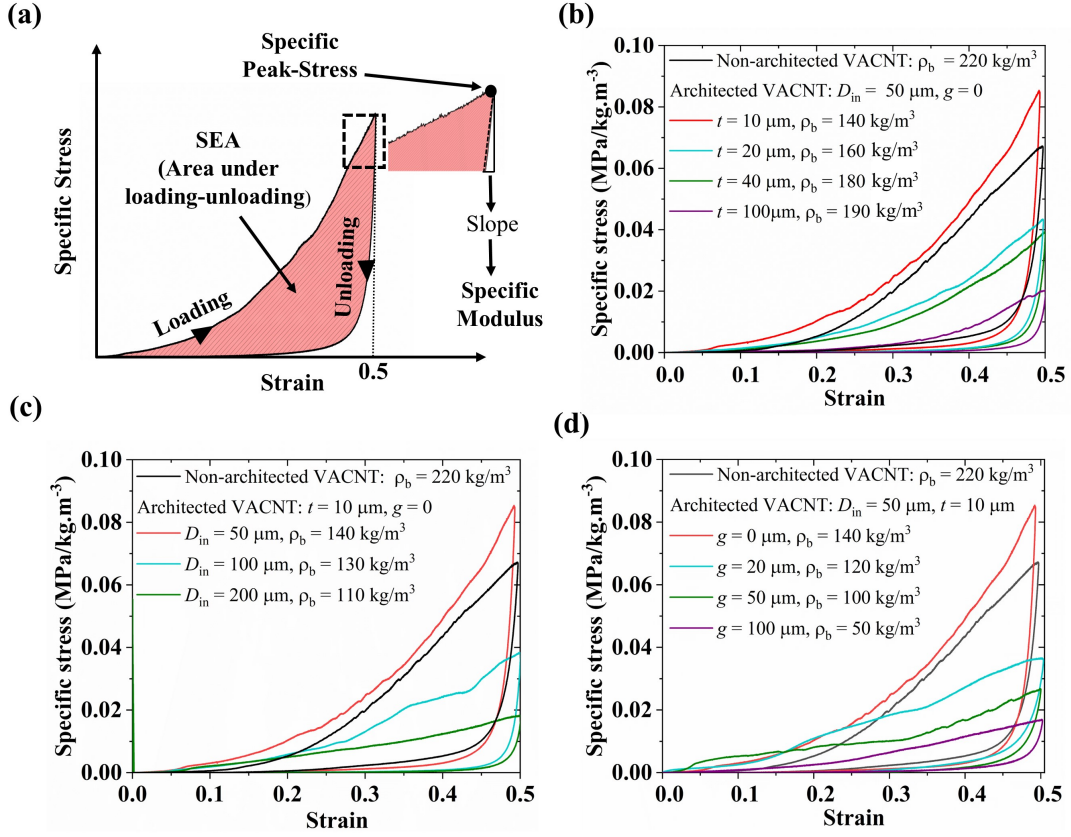 (a)
Specific
Peak-Stress
SEA
(Area under
loading-unloading)
Specific Stress
Loading
Unloading
Slope
Specific
Modulus
Strain
0.5
(b)
Specific stress (MPa/kg.m⁻³)
0.10
0.08
0.06
0.04
0.02
0.00
Non-architected VACNT: ρb = 220 kg/m³
Architected VACNT: Din = 50 µm, g = 0
t = 10 µm, ρb = 140 kg/m³
t = 20 µm, ρb = 160 kg/m³
t = 40 µm, ρb = 180 kg/m³
t = 100µm, ρb = 190 kg/m³
0.0 0.1 0.2 0.3 0.4 0.5
Strain
(c)
Specific stress (MPa/kg.m⁻³)
0.10
0.08
0.06
0.04
0.02
0.00
Non-architected VACNT: ρb = 220 kg/m³
Architected VACNT: t = 10 µm, g = 0
Din = 50 µm, ρb = 140 kg/m³
Din = 100 µm, ρb = 130 kg/m³
Din = 200 µm, ρb = 110 kg/m³
0.0 0.1 0.2 0.3 0.4 0.5
Strain
(d)
Specific stress (MPa/kg.m⁻³)
0.10
0.08
0.06
0.04
0.02
0.00
Non-architected VACNT: ρb = 220 kg/m³
Architected VACNT: Din = 50 µm, t = 10 µm
g = 0 µm, ρb = 140 kg/m³
g = 20 µm, ρb = 120 kg/m³
g = 50 µm, ρb = 100 kg/m³
g = 100 µm, ρb = 50 kg/m³
0.0 0.1 0.2 0.3 0.4 0.5
Strain